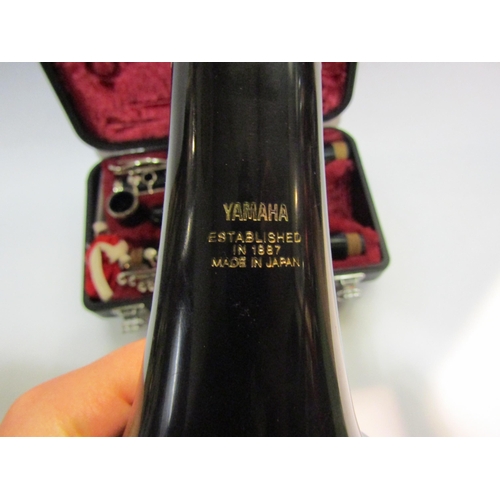 YAMAHA
ESTABLISHED
IN 1887
MADE IN JAPAN